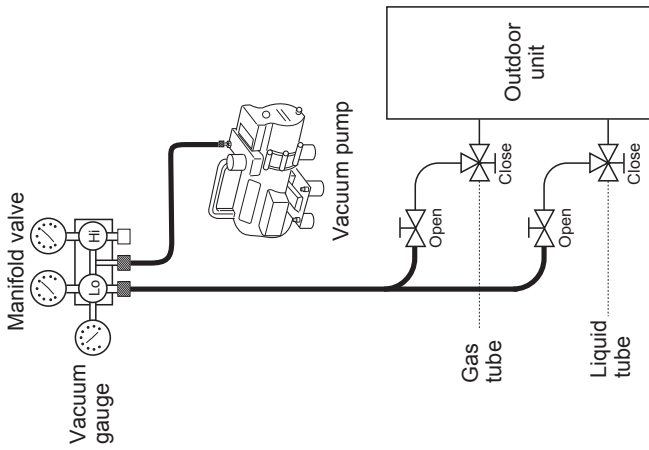 Manifold valve
Vacuum
gauge
Lo
Hi
Vacuum pump
Outdoor
unit
Open
Close
Open
Close
Gas
tube
Liquid
tube